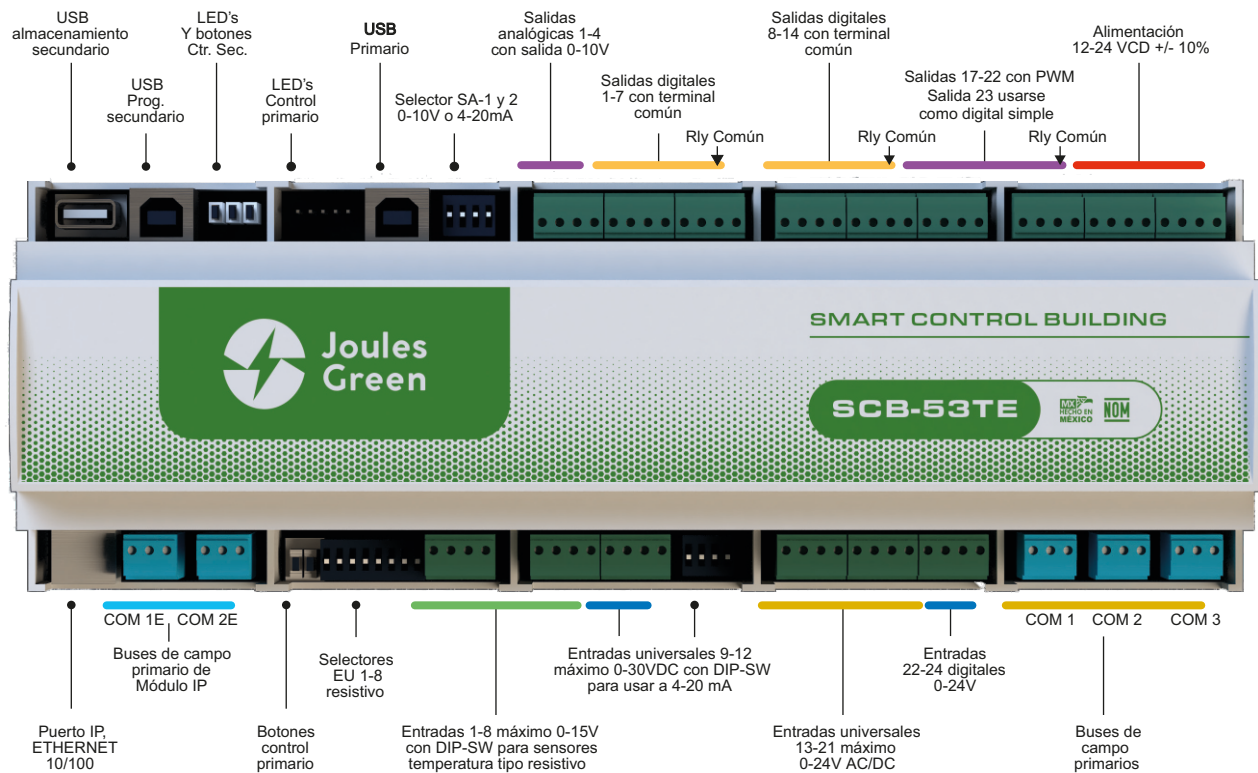 USB
almacenamiento
secundario
LED's
Y botones
Ctr. Sec.
USB
Primario
Salidas
analógicas 1-4
con salida 0-10V
Salidas digitales
8-14 con terminal
común
Alimentación
12-24 VCD +/- 10%
USB
Prog.
secundario
LED's
Control
primario
Selector SA-1 y 2
0-10V o 4-20mA
Salidas digitales
1-7 con terminal
común
Salidas 17-22 con PWM
Salida 23 usarse
como digital simple
Rly Común
Rly Común
Rly Común
Joules
Green
SMART CONTROL BUILDING
SCB-53TE
MX
HECHO EN
MÉXICO
NOM
COM 1E
COM 2E
Buses de campo
primario de
Módulo IP
Selectores
EU 1-8
resistivo
Entradas universales 9-12
máximo 0-30VDC con DIP-SW
para usar a 4-20 mA
Entradas
22-24 digitales
0-24V
COM 1
COM 2
COM 3
Puerto IP,
ETHERNET
10/100
Botones
control
primario
Entradas 1-8 máximo 0-15V
con DIP-SW para sensores
temperatura tipo resistivo
Entradas universales
13-21 máximo
0-24V AC/DC
Buses de
campo
primarios